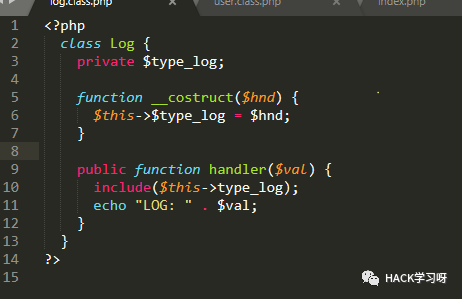 log.class.php × user.class.php × index.php
1 <?php
2 class Log {
3 private $type_log;
4
5 function __costruct($hnd) {
6 $this->$type_log = $hnd;
7 }
8
9 public function handler($val) {
10 include($this->type_log);
11 echo "LOG: " . $val;
12 }
13 }
14 ?>
15
HACK学习呀